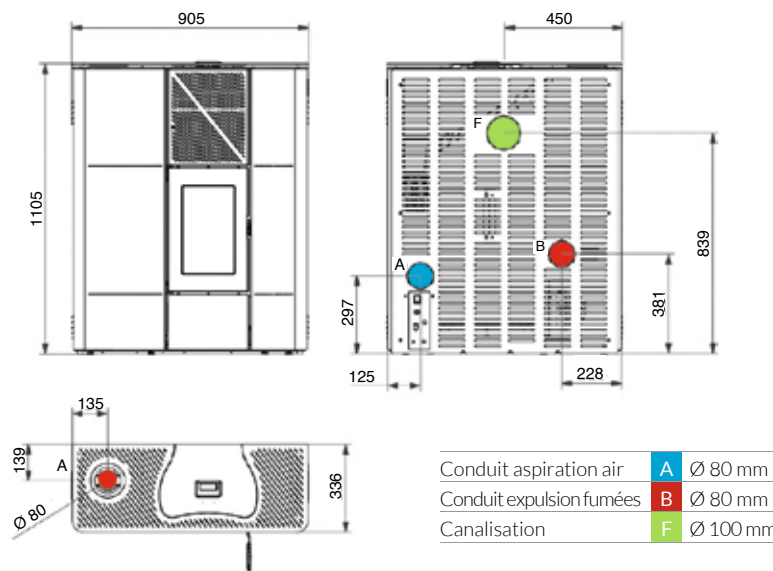 905
450
1105
F
839
B
A
297
381
125
228
135
139
A
336
Ø 80
Conduit aspiration air A Ø 80 mm
Conduit expulsion fumées B Ø 80 mm
Canalisation F Ø 100 mm